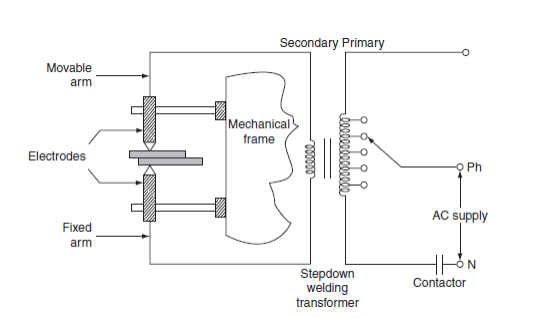 Secondary Primary
Movable
arm
Mechanical
frame
Electrodes
Ph
AC supply
Fixed
arm
N
Stepdown
welding
transformer
Contactor